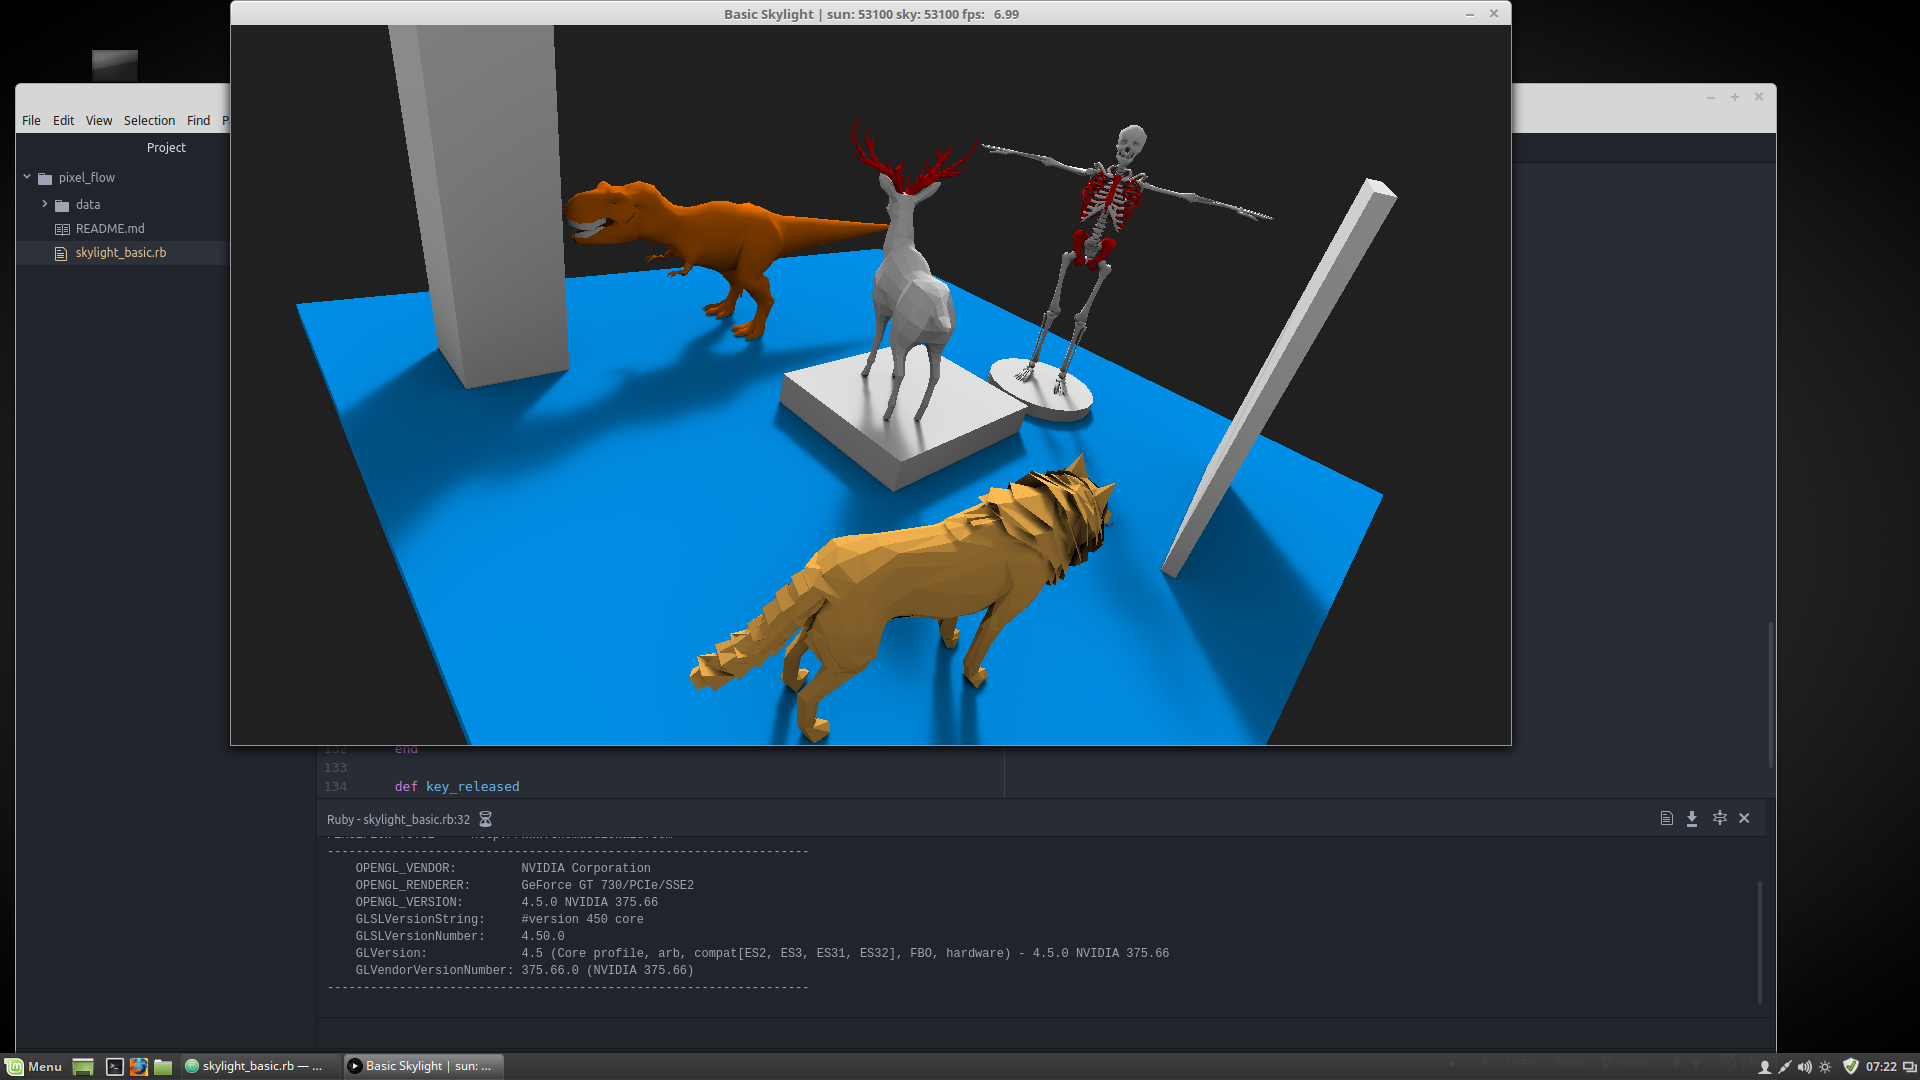 Basic Skylight | sun: 53100 sky: 53100 fps: 6.99
File Edit View Selection Find
Project
pixel_flow
data
README.md
skylight_basic.rb
132 end
133
134 def key_released
Ruby - skylight_basic.rb:32
--------------------------------------------------------------------
OPENGL_VENDOR: NVIDIA Corporation
OPENGL_RENDERER: GeForce GT 730/PCIe/SSE2
OPENGL_VERSION: 4.5.0 NVIDIA 375.66
GLSLVersionString: #version 450 core
GLSLVersionNumber: 4.50.0
GLVersion: 4.5 (Core profile, arb, compat[ES2, ES3, ES31, ES32], FBO, hardware) - 4.5.0 NVIDIA 375.66
GLVendorVersionNumber: 375.66.0 (NVIDIA 375.66)
--------------------------------------------------------------------
Menu
skylight_basic.rb — ...
Basic Skylight | sun: ...
07:22